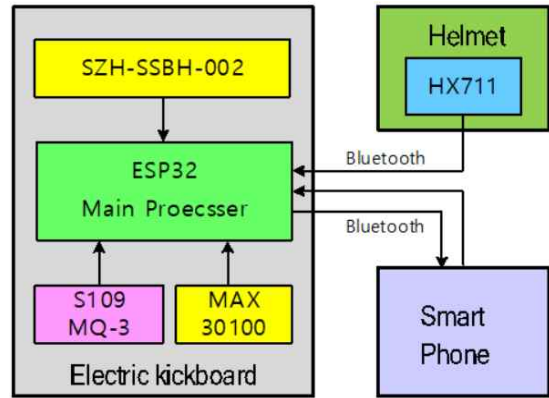 SZH-SSBH-002
Helmet
HX711
ESP32
Main Proecsser
Bluetooth
Bluetooth
S109
MQ-3
MAX
30100
Smart
Phone
Electric kickboard